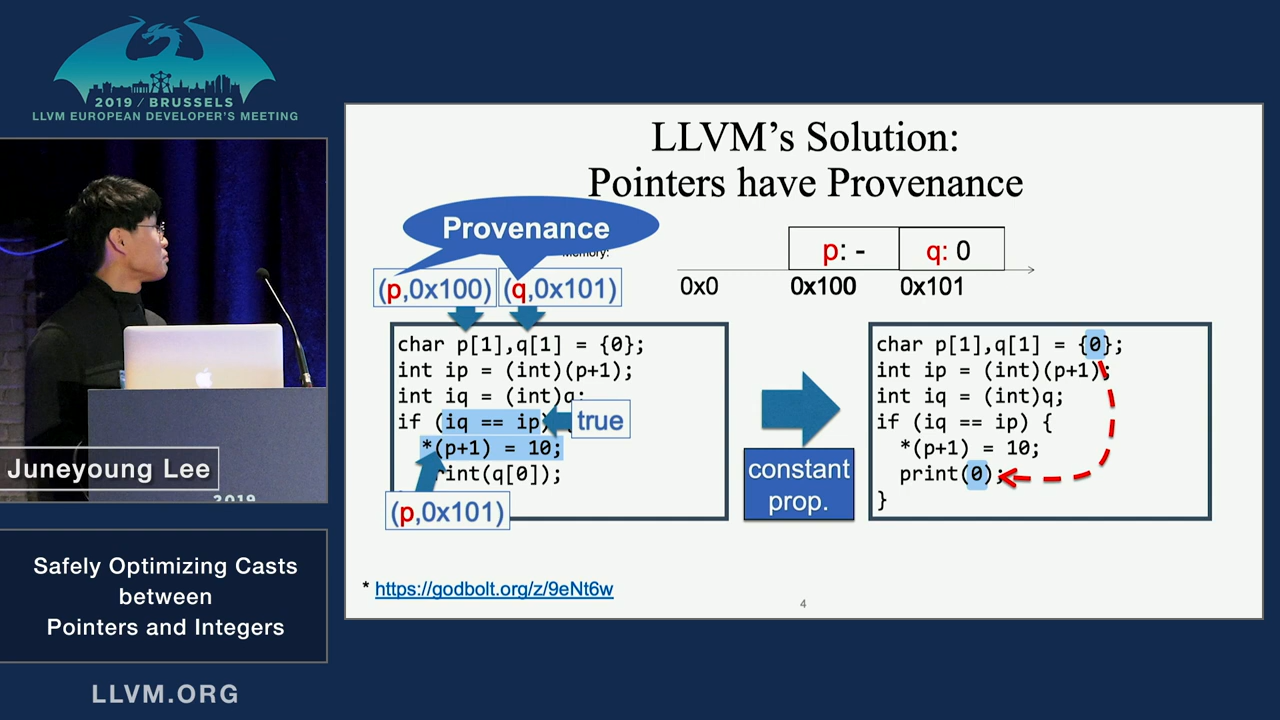 2019 / BRUSSELS
LLVM EUROPEAN DEVELOPER'S MEETING
LLVM's Solution:
Pointers have Provenance
Provenance
Memory:
p: -
q: 0
0x0
0x100
0x101
(p,0x100)
(q,0x101)
char p[1],q[1] = {0};
int ip = (int)(p+1);
int iq = (int)q;
if (iq == ip) {
true
*(p+1) = 10;
print(q[0]);
(p,0x101)
constant
prop.
char p[1],q[1] = {0};
int ip = (int)(p+1);
int iq = (int)q;
if (iq == ip) {
*(p+1) = 10;
print(0);
}
* https://godbolt.org/z/9eNt6w
4
Juneyoung Lee
2019
Safely Optimizing Casts
between
Pointers and Integers
LLVM.ORG